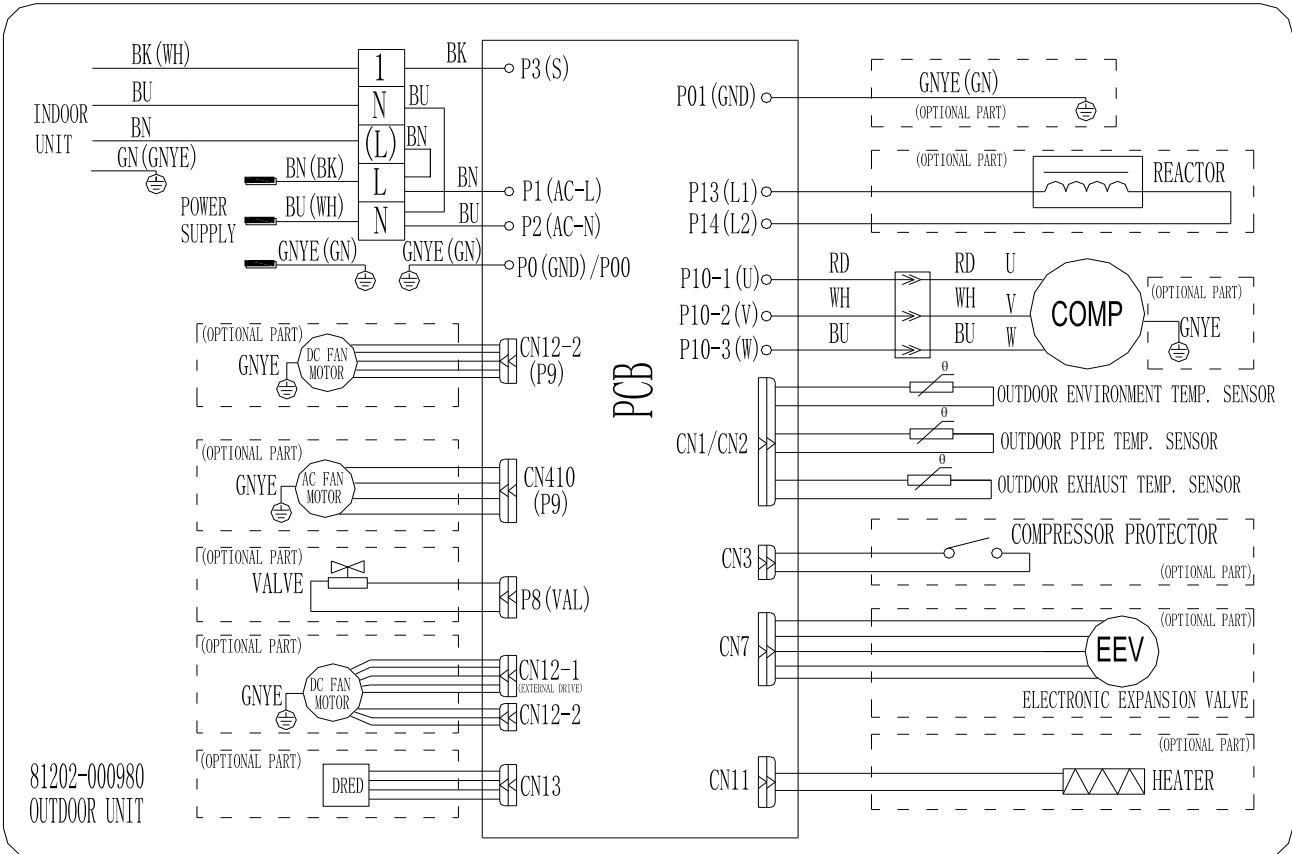 BK(WH)
BU
INDOOR
UNIT
BN
GN(GNYE)
1
N
(L)
L
N
BK
BU
BN
BN
BU
P3(S)
P1(AC-L)
P2(AC-N)
P0(GND)/P00
BN(BK)
BU(WH)
POWER
SUPPLY
GNYE(GN)
GNYE(GN)
(OPTIONAL PART)
GNYE
DC FAN
MOTOR
CN12-2
(P9)
(OPTIONAL PART)
GNYE
AC FAN
MOTOR
CN410
(P9)
(OPTIONAL PART)
VALVE
P8(VAL)
(OPTIONAL PART)
GNYE
DC FAN
MOTOR
CN12-1
(EXTERNAL DRIVE)
CN12-2
(OPTIONAL PART)
DRED
CN13
81202-000980
OUTDOOR UNIT
PCB
P01(GND)
GNYE(GN)
(OPTIONAL PART)
(OPTIONAL PART)
REACTOR
P13(L1)
P14(L2)
P10-1(U)
RD
RD
U
P10-2(V)
WH
WH
V
P10-3(W)
BU
BU
W
COMP
(OPTIONAL PART)
GNYE
CN1/CN2
θ
OUTDOOR ENVIRONMENT TEMP. SENSOR
θ
OUTDOOR PIPE TEMP. SENSOR
θ
OUTDOOR EXHAUST TEMP. SENSOR
CN3
COMPRESSOR PROTECTOR
(OPTIONAL PART)
CN7
(OPTIONAL PART)
EEV
ELECTRONIC EXPANSION VALVE
(OPTIONAL PART)
CN11
HEATER